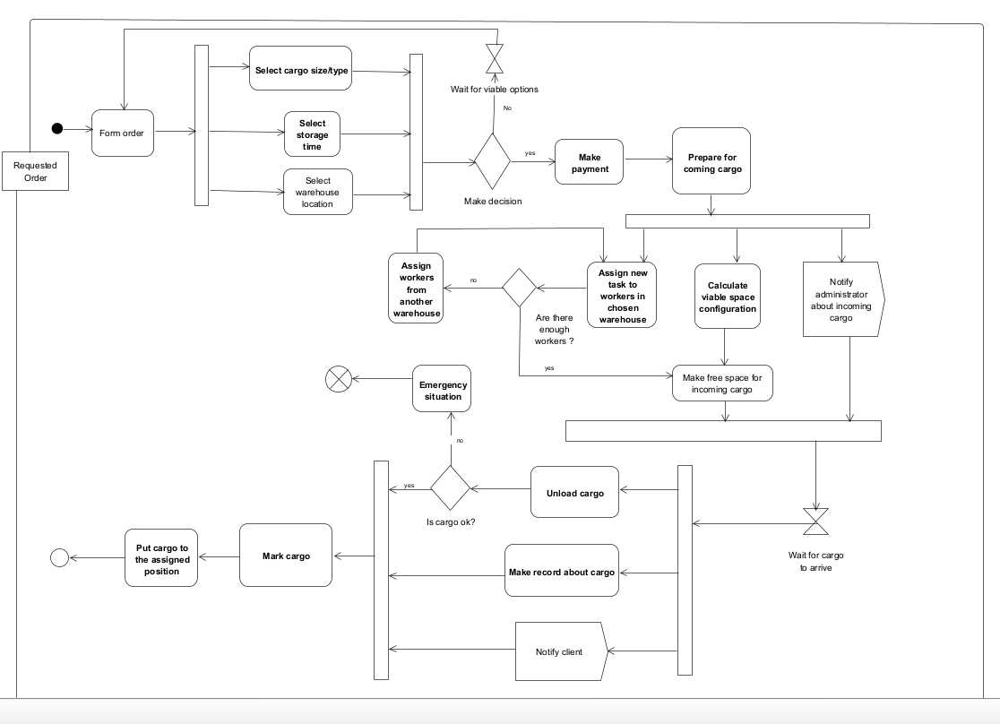 Requested
Order
Form order
Select cargo size/type
Select
storage
time
Select
warehouse
location
Wait for viable options
No
yes
Make decision
Make
payment
Prepare for
coming cargo
Assign
workers
from
another
warehouse
no
Are there
enough
workers ?
yes
Assign new
task to
workers in
chosen
warehouse
Calculate
viable space
configuration
Notify
administrator
about incoming
cargo
Make free space for
incoming cargo
Emergency
situation
no
yes
Is cargo ok?
Unload cargo
Wait for cargo
to arrive
Put cargo to
the assigned
position
Mark cargo
Make record about cargo
Notify client